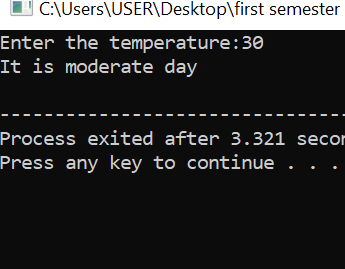 C:\Users\USER\Desktop\first semester
Enter the temperature:30
It is moderate day
--------------------------------
Process exited after 3.321
Press any key to continue . . .